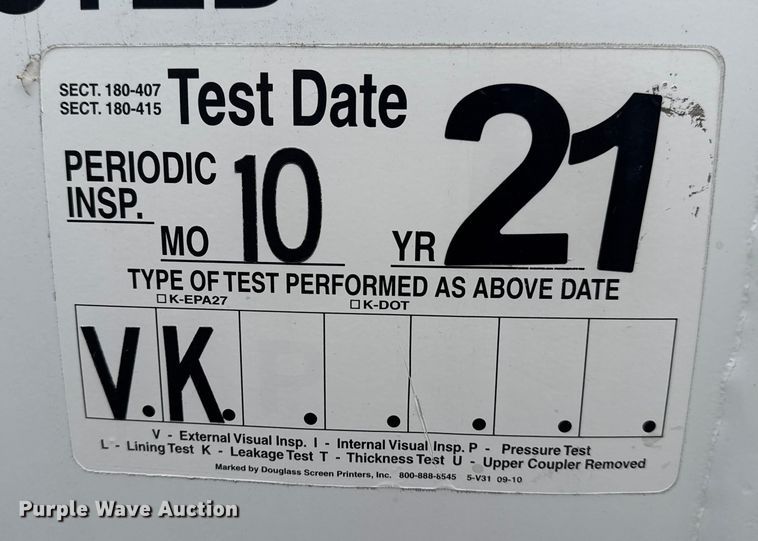 SECT. 180-407
SECT. 180-415
Test Date
PERIODIC
INSP.
MO 10 YR 21
TYPE OF TEST PERFORMED AS ABOVE DATE
☐ K-EPA27 ☐ K-DOT
V. K. . . . . .
V - External Visual Insp. I - Internal Visual Insp. P - Pressure Test
L - Lining Test K - Leakage Test T - Thickness Test U - Upper Coupler Removed
Marked by Douglass Screen Printers, Inc. 800-888-8545 5-V31 09-10
Purple Wave Auction